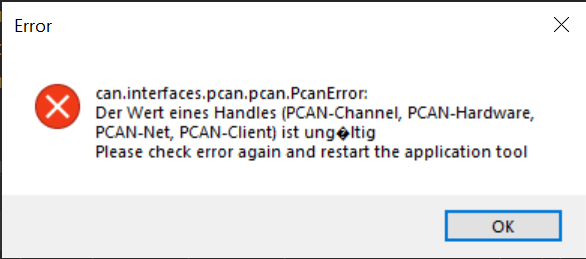 Error
can.interfaces.pcan.pcan.PcanError:
Der Wert eines Handles (PCAN-Channel, PCAN-Hardware,
PCAN-Net, PCAN-Client) ist ung�ltig
Please check error again and restart the application tool
OK